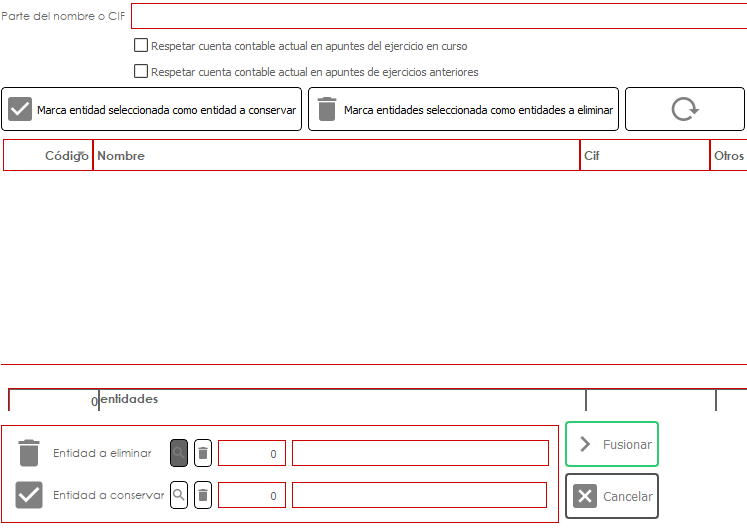 Parte del nombre o CIF
Respetar cuenta contable actual en apuntes del ejercicio en curso
Respetar cuenta contable actual en apuntes de ejercicios anteriores
Marca entidad seleccionada como entidad a conservar
Marca entidades seleccionada como entidades a eliminar
Código Nombre Cif Otros
0 entidades
Entidad a eliminar 0
Fusionar
Entidad a conservar 0
Cancelar